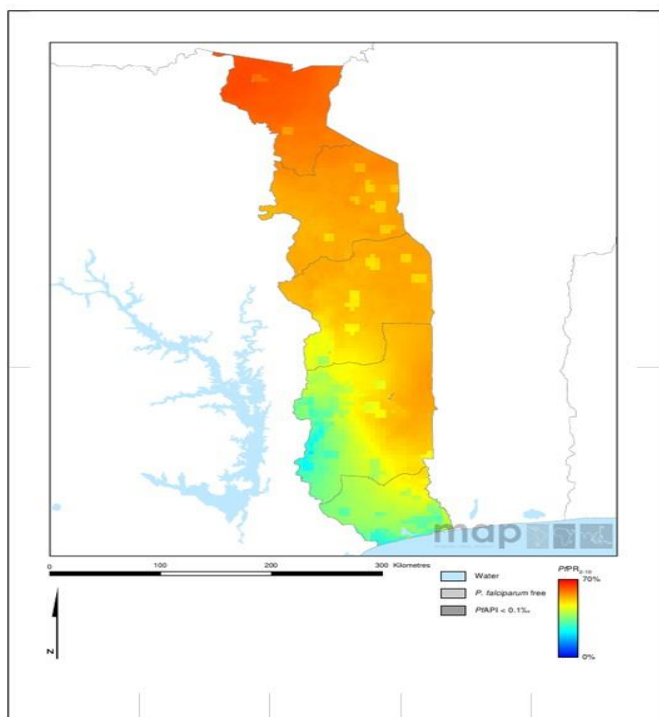 map
0
100
200
300 Kilometres
N
Water
P. falciparum free
PfAPI < 0.1‰
PfPR2-10
70%
0%